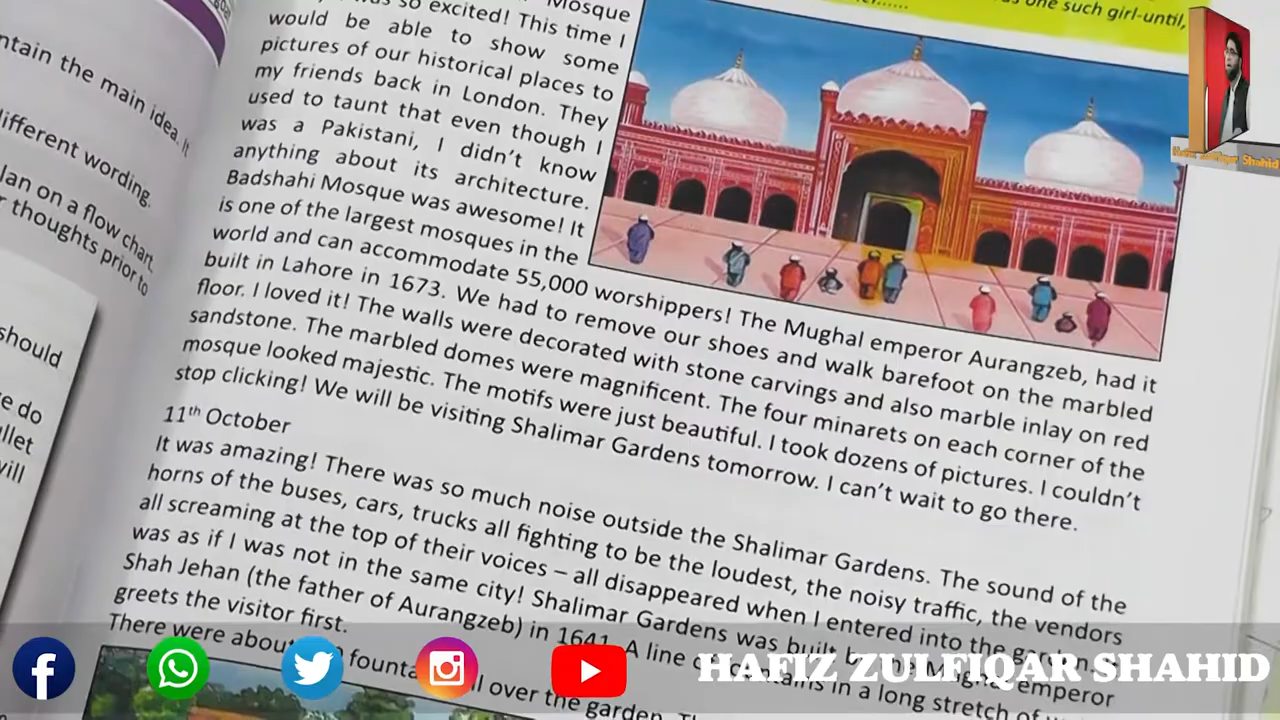 ntain the main idea. It
different wording.
lan on a flow chart.
r thoughts prior to
should
e do
ullet
will
Mosque
so excited! This time I
would be able to show some
pictures of our historical places to
my friends back in London. They
used to taunt that even though I
was a Pakistani, I didn't know
anything about its architecture.
Badshahi Mosque was awesome! It
is one of the largest mosques in the
world and can accommodate 55,000 worshippers! The Mughal emperor Aurangzeb, had it
built in Lahore in 1673. We had to remove our shoes and walk barefoot on the marbled
floor. I loved it! The walls were decorated with stone carvings and also marble inlay on red
sandstone. The marbled domes were magnificent. The four minarets on each corner of the
mosque looked majestic. The motifs were just beautiful. I took dozens of pictures. I couldn't
stop clicking! We will be visiting Shalimar Gardens tomorrow. I can't wait to go there.
11th October
It was amazing! There was so much noise outside the Shalimar Gardens. The sound of the
horns of the buses, cars, trucks all fighting to be the loudest, the noisy traffic, the vendors
all screaming at the top of their voices – all disappeared when I entered into the garden.
was as if I was not in the same city! Shalimar Gardens was built by the Mughal emperor
Shah Jehan (the father of Aurangzeb) in 1641. A line of fountains in a long stretch of
greets the visitor first.
There were about fountains all over the garden.
one such girl-until,
Hafiz Zulfiqar Shahid
HAFIZ ZULFIQAR SHAHID